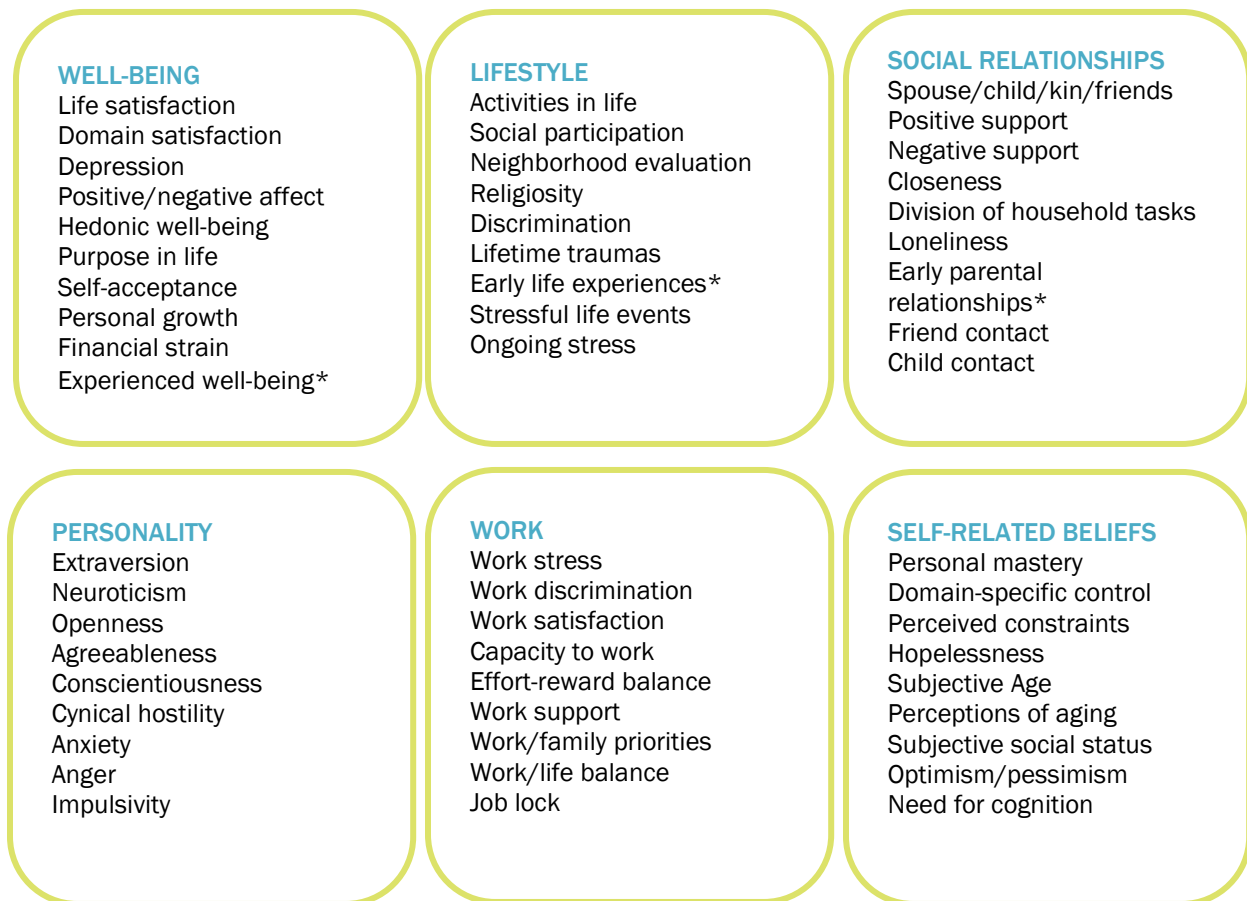 WELL-BEING
Life satisfaction
Domain satisfaction
Depression
Positive/negative affect
Hedonic well-being
Purpose in life
Self-acceptance
Personal growth
Financial strain
Experienced well-being*
LIFESTYLE
Activities in life
Social participation
Neighborhood evaluation
Religiosity
Discrimination
Lifetime traumas
Early life experiences*
Stressful life events
Ongoing stress
SOCIAL RELATIONSHIPS
Spouse/child/kin/friends
Positive support
Negative support
Closeness
Division of household tasks
Loneliness
Early parental
relationships*
Friend contact
Child contact
PERSONALITY
Extraversion
Neuroticism
Openness
Agreeableness
Conscientiousness
Cynical hostility
Anxiety
Anger
Impulsivity
WORK
Work stress
Work discrimination
Work satisfaction
Capacity to work
Effort-reward balance
Work support
Work/family priorities
Work/life balance
Job lock
SELF-RELATED BELIEFS
Personal mastery
Domain-specific control
Perceived constraints
Hopelessness
Subjective Age
Perceptions of aging
Subjective social status
Optimism/pessimism
Need for cognition